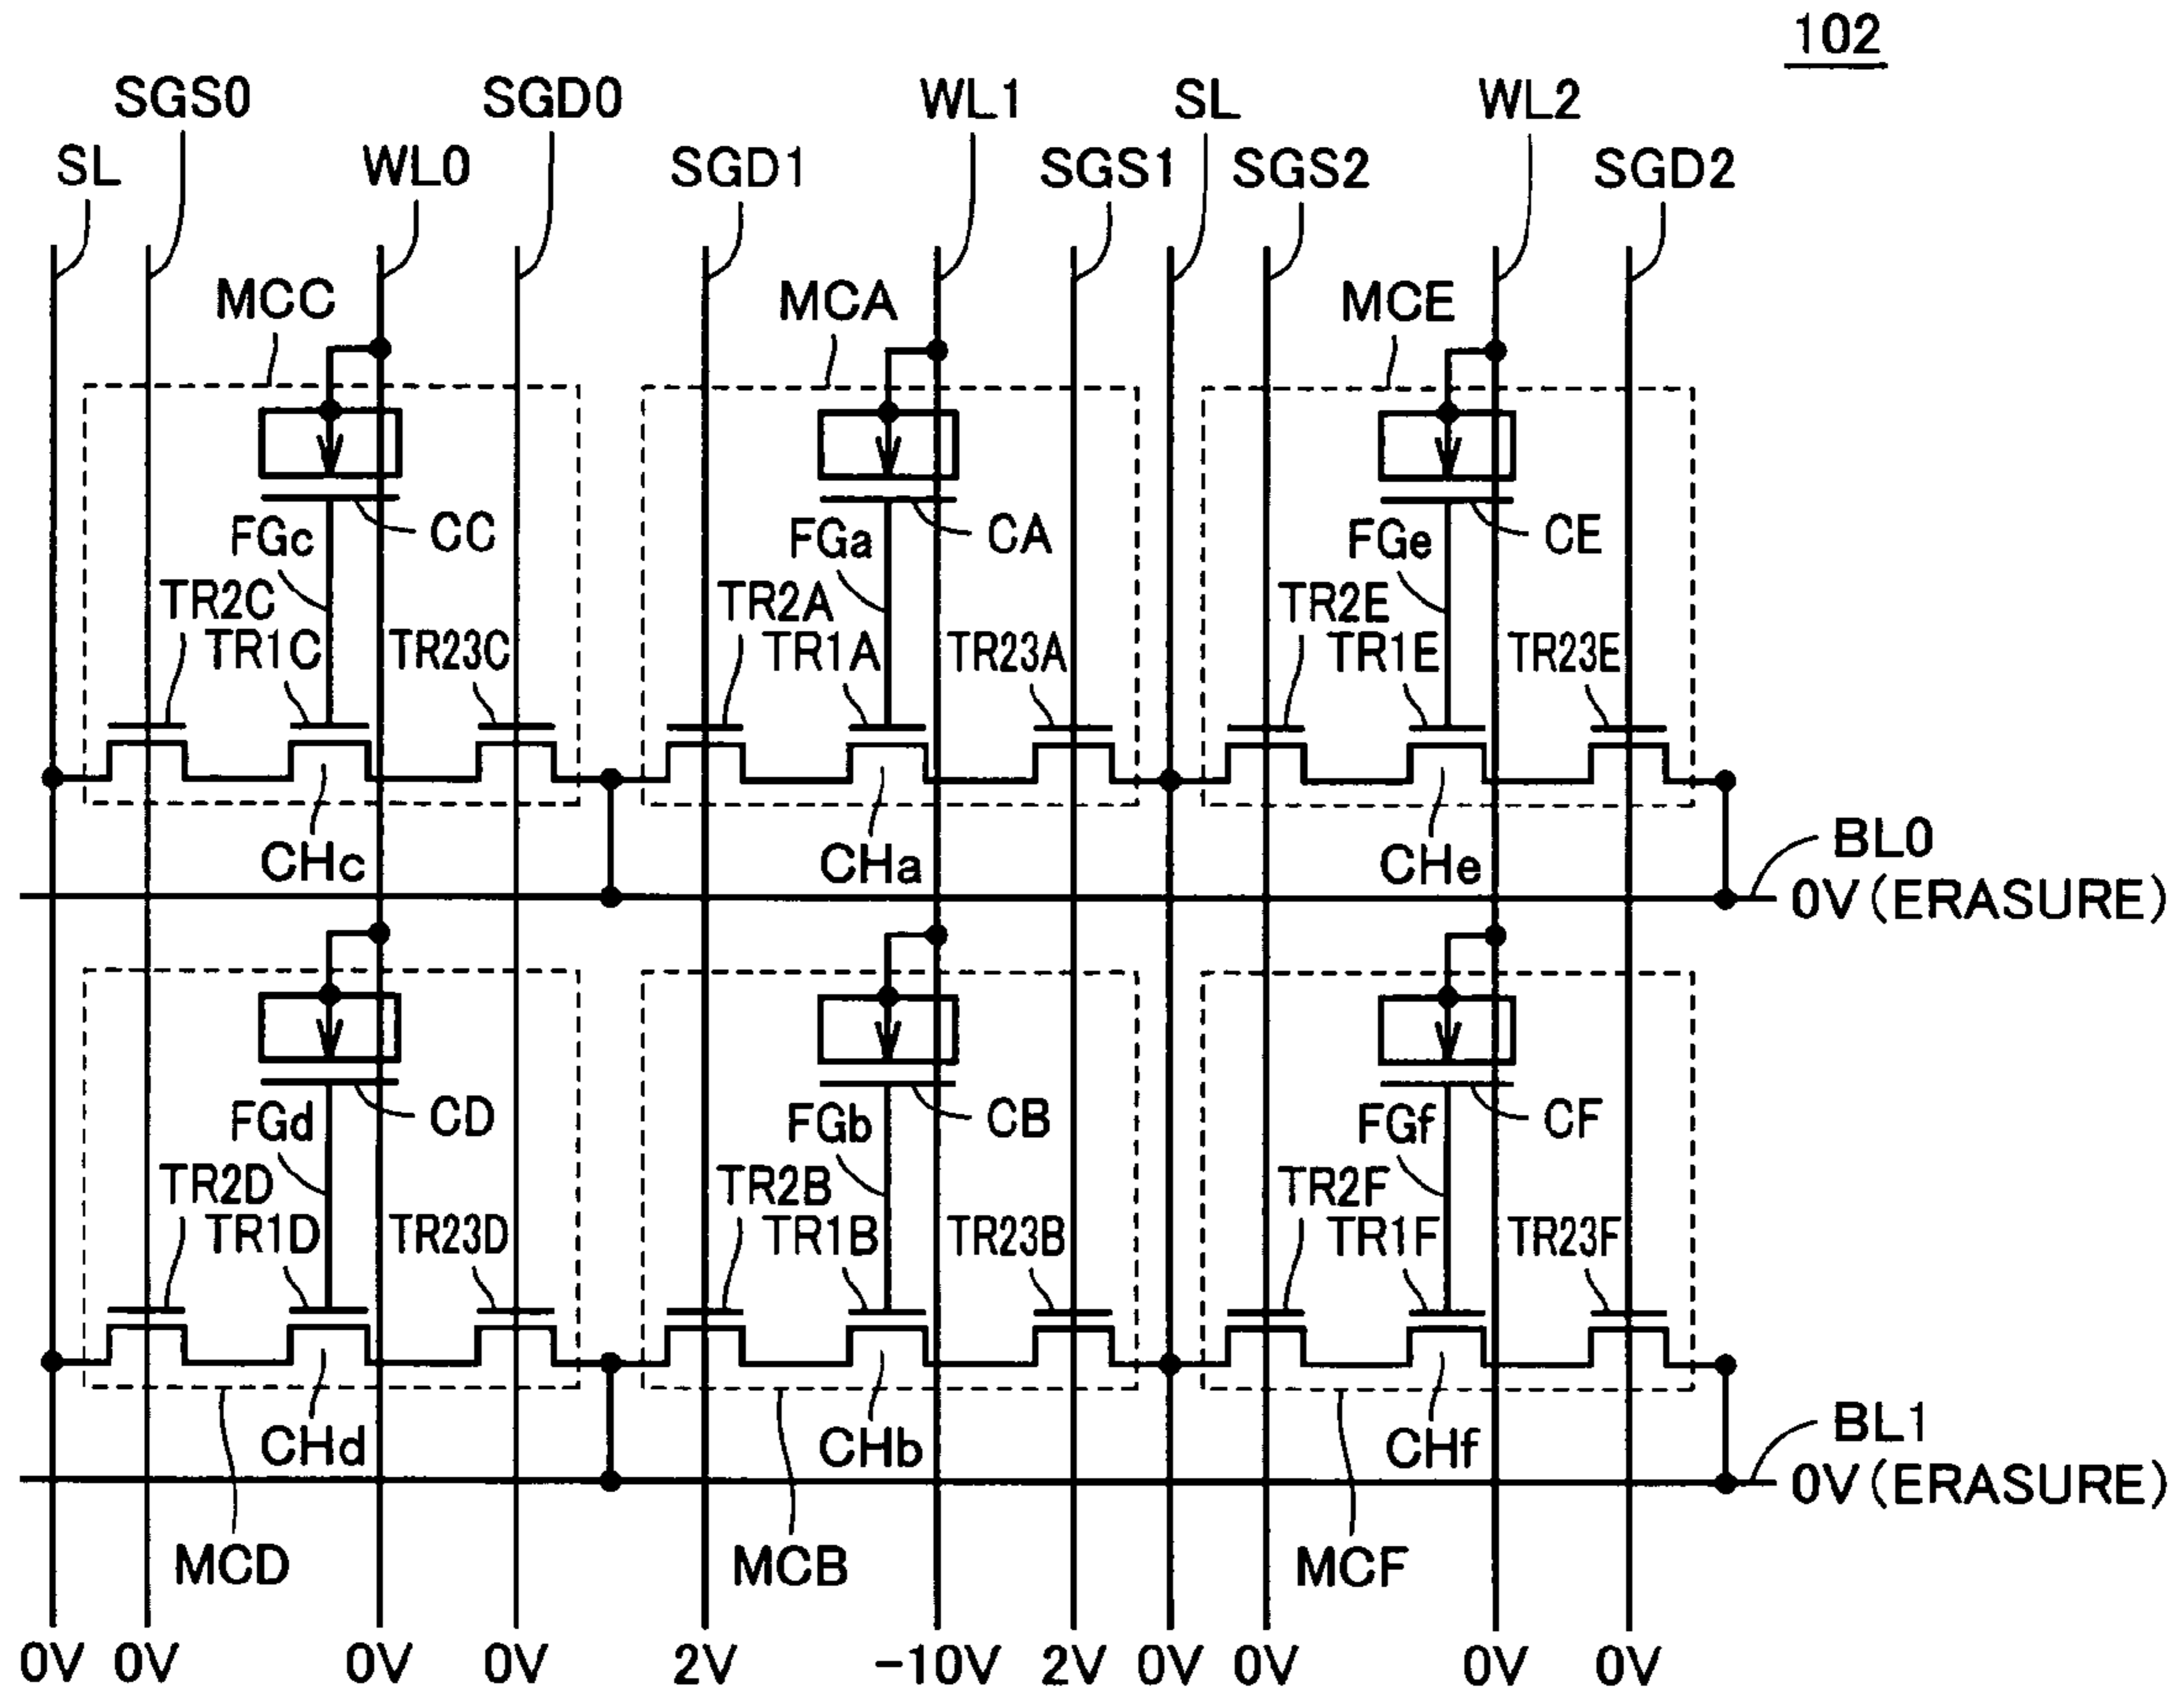 102
SGS0 SGD0 WL1 SL WL2
SL WL0 SGD1 SGS1 SGS2 SGD2
MCC MCA MCE
FGc CC FGa CA FGe CE
TR2C TR2A TR2E
TR1C TR23C TR1A TR23A TR1E TR23E
CHc CHa CHe BL0
0V(ERASURE)
FGd CD FGb CB FGf CF
TR2D TR2B TR2F
TR1D TR23D TR1B TR23B TR1F TR23F
CHd CHb CHf BL1
0V(ERASURE)
MCD MCB MCF
0V 0V 0V 0V 2V -10V 2V 0V 0V 0V 0V